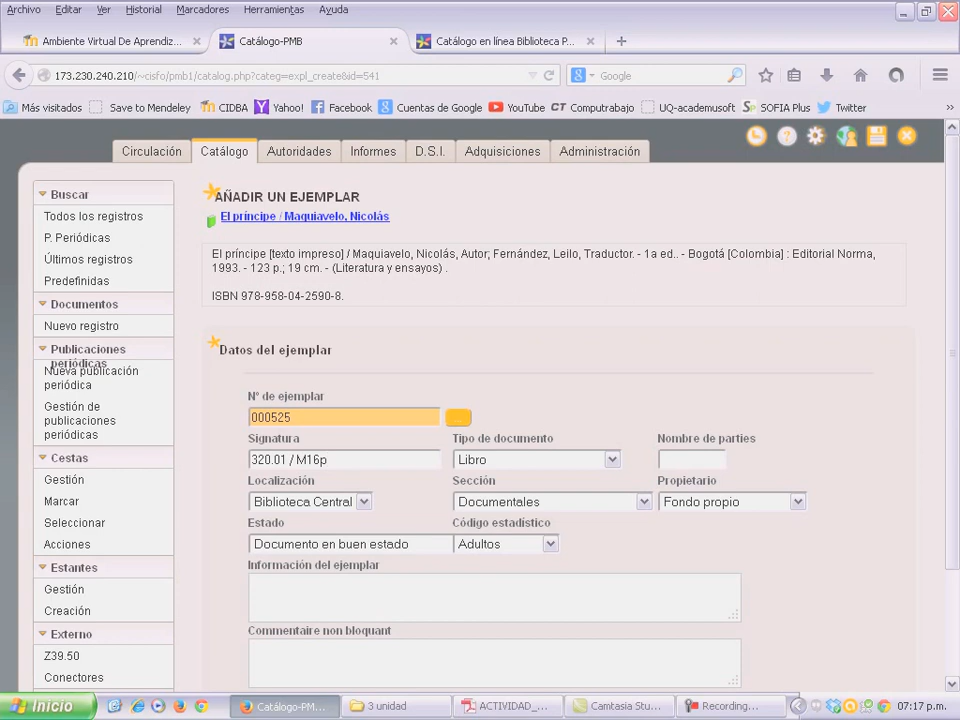 Archivo Editar Ver Historial Marcadores Herramientas Ayuda
Ambiente Virtual De Aprendiz...
Catálogo-PMB
Catálogo en línea Biblioteca P...
173.230.240.210/~cisfo/pmb1/catalog.php?categ=expl_create&id=541
Google
Más visitados Save to Mendeley CIDBA Yahoo! Facebook Cuentas de Google YouTube CT Computrabajo UQ-academusoft SOFIA Plus Twitter
Circulación Catálogo Autoridades Informes D.S.I. Adquisiciones Administración
Buscar
Todos los registros
P. Periódicas
Últimos registros
Predefinidas
Documentos
Nuevo registro
Publicaciones
periódicas
Nueva publicación
periódica
Gestión de
publicaciones
periódicas
Cestas
Gestión
Marcar
Seleccionar
Acciones
Estantes
Gestión
Creación
Externo
Z39.50
Conectores
AÑADIR UN EJEMPLAR
El príncipe / Maquiavelo, Nicolás
El príncipe [texto impreso] / Maquiavelo, Nicolás, Autor; Fernández, Leilo, Traductor. - 1a ed.. - Bogotá [Colombia] : Editorial Norma,
1993. - 123 p.; 19 cm. - (Literatura y ensayos) .
ISBN 978-958-04-2590-8.
Datos del ejemplar
Nº de ejemplar
000525
Signatura Tipo de documento Nombre de parties
320.01 / M16p Libro
Localización Sección Propietario
Biblioteca Central Documentales Fondo propio
Estado Código estadístico
Documento en buen estado Adultos
Información del ejemplar
Commentaire non bloquant
Inicio
Catálogo-PM...
3 unidad
ACTIVIDAD_...
Camtasia Stu...
Recording...
07:17 p.m.